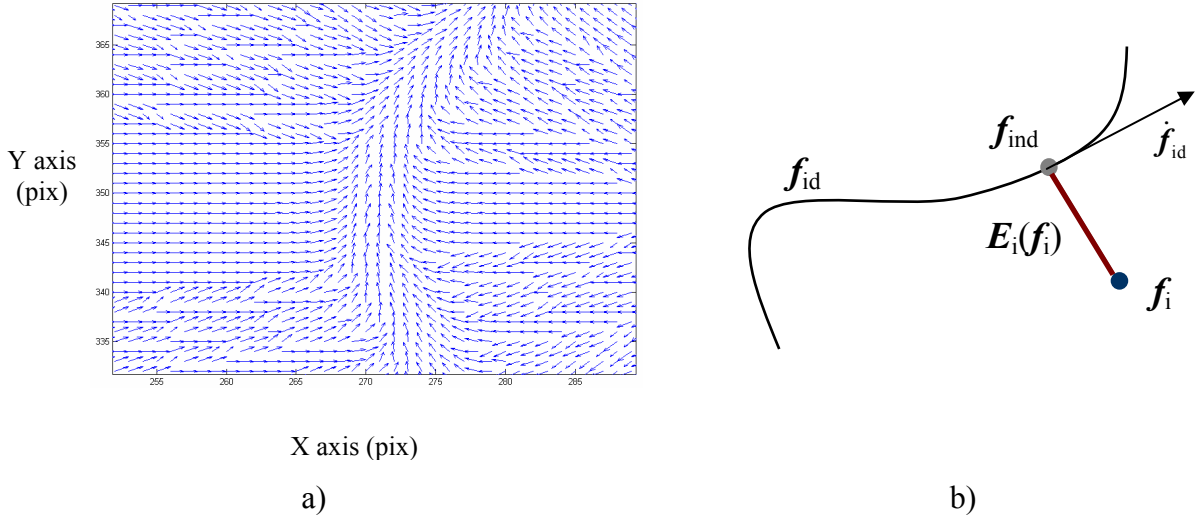 365
360
355
350
345
340
335
Y axis
(pix)
255
260
265
270
275
280
285
X axis (pix)
a)
f_ind
ḟ_id
f_id
E_i(f_i)
f_i
b)